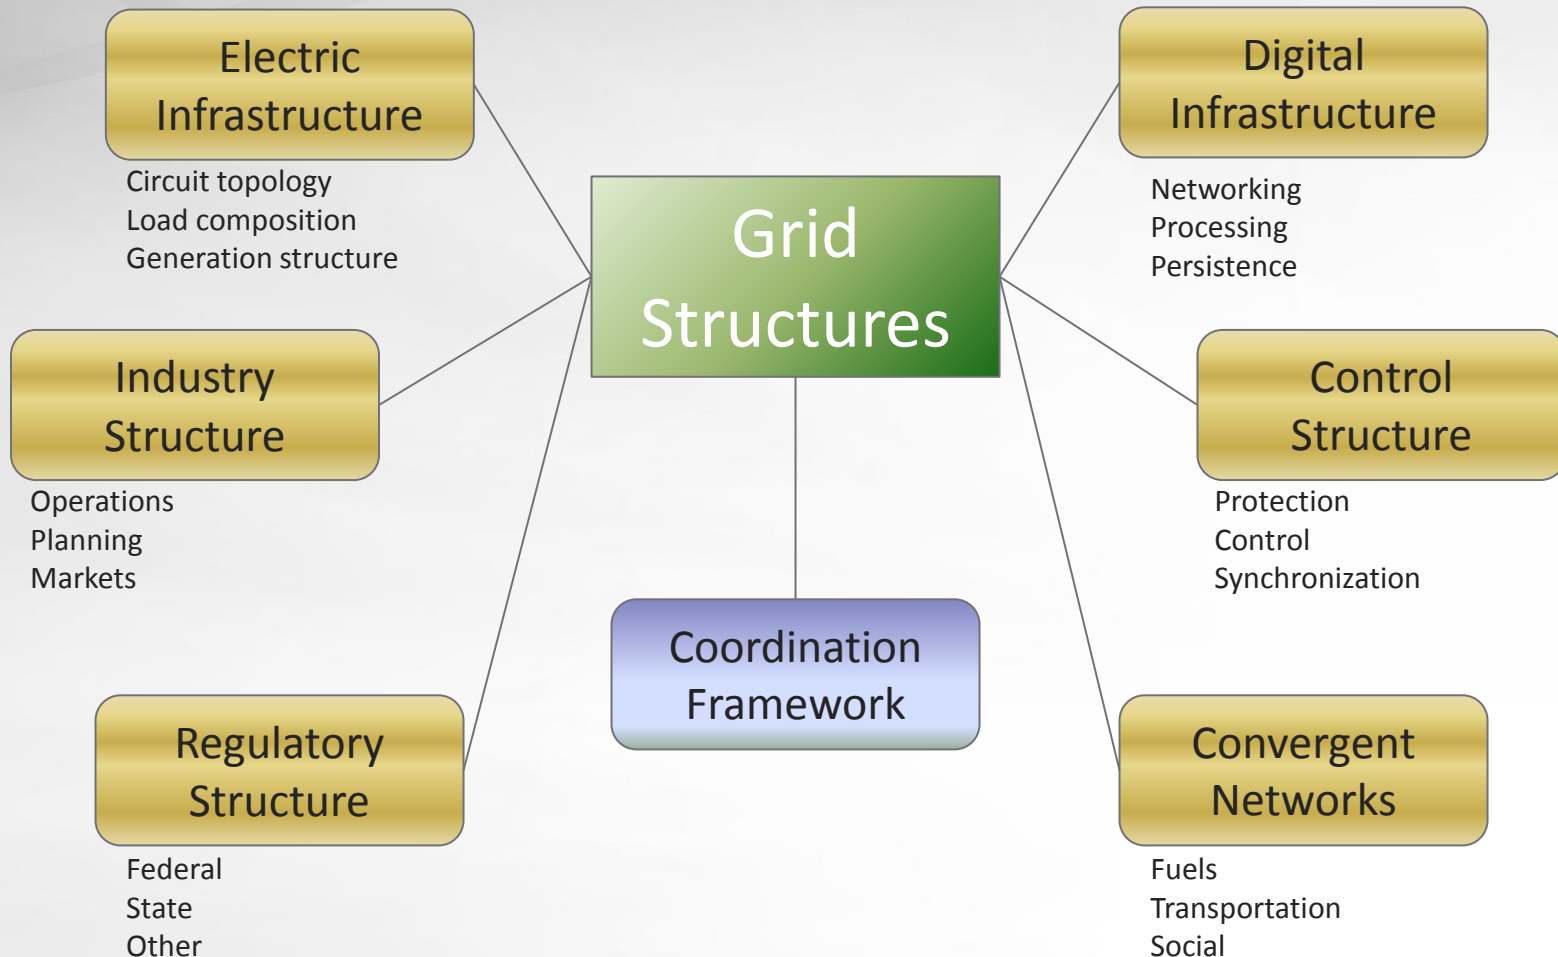 Electric
Infrastructure
Circuit topology
Load composition
Generation structure
Digital
Infrastructure
Networking
Processing
Persistence
Grid
Structures
Industry
Structure
Operations
Planning
Markets
Control
Structure
Protection
Control
Synchronization
Coordination
Framework
Regulatory
Structure
Federal
State
Other
Convergent
Networks
Fuels
Transportation
Social